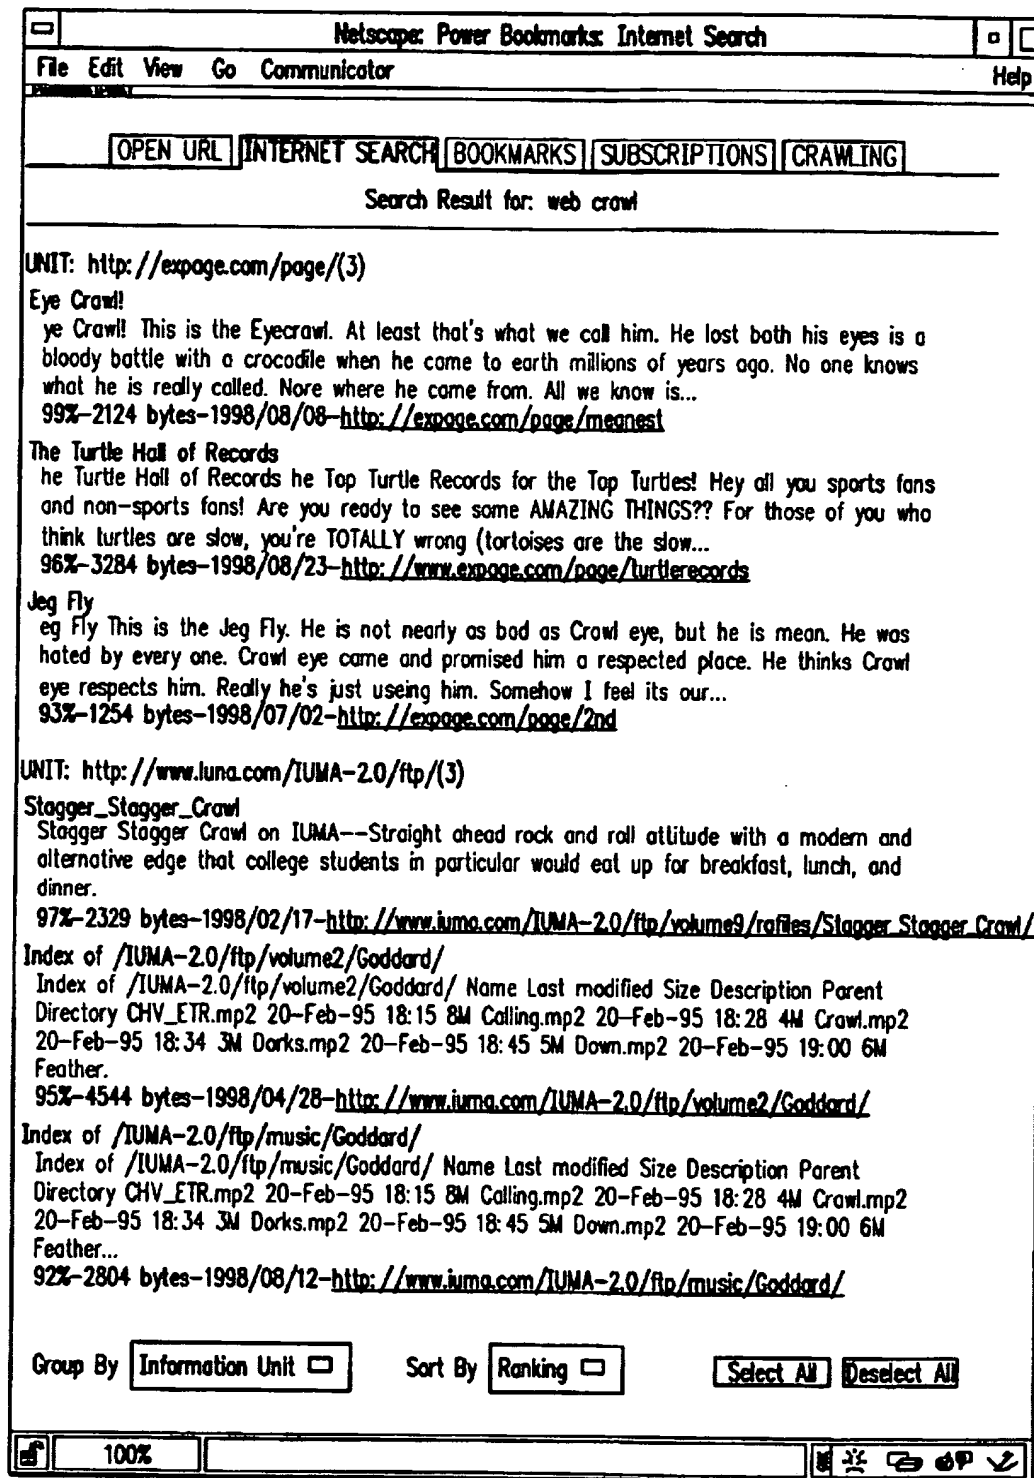 Netscape: Power Bookmarks: Internet Search
File Edit View Go Communicator Help
OPEN URL INTERNET SEARCH BOOKMARKS SUBSCRIPTIONS CRAWLING
Search Result for: web crawl
UNIT: http://expage.com/page/(3)
Eye Crawl!
ye Crawl! This is the Eyecrawl. At least that's what we call him. He lost both his eyes is a
bloody battle with a crocodile when he came to earth millions of years ago. No one knows
what he is really called. Nore where he came from. All we know is...
99%-2124 bytes-1998/08/08-http://expage.com/page/meanest
The Turtle Hall of Records
he Turtle Hall of Records he Top Turtle Records for the Top Turtles! Hey all you sports fans
and non-sports fans! Are you ready to see some AMAZING THINGS?? For those of you who
think turtles are slow, you're TOTALLY wrong (tortoises are the slow...
96%-3284 bytes-1998/08/23-http://www.expage.com/page/turtlerecords
Jeg Fly
eg Fly This is the Jeg Fly. He is not nearly as bad as Crawl eye, but he is mean. He was
hated by every one. Crawl eye came and promised him a respected place. He thinks Crawl
eye respects him. Really he's just useing him. Somehow I feel its our...
93%-1254 bytes-1998/07/02-http://expage.com/page/2nd
UNIT: http://www.luna.com/IUMA-2.0/ftp/(3)
Stagger_Stagger_Crawl
Stagger Stagger Crawl on IUMA--Straight ahead rock and roll attitude with a modern and
alternative edge that college students in particular would eat up for breakfast, lunch, and
dinner.
97%-2329 bytes-1998/02/17-http://www.iuma.com/IUMA-2.0/ftp/volume9/rafiles/Stagger_Stagger_Crawl/
Index of /IUMA-2.0/ftp/volume2/Goddard/
Index of /IUMA-2.0/ftp/volume2/Goddard/ Name Last modified Size Description Parent
Directory CHV_ETR.mp2 20-Feb-95 18:15 8M Calling.mp2 20-Feb-95 18:28 4M Crawl.mp2
20-Feb-95 18:34 3M Dorks.mp2 20-Feb-95 18:45 5M Down.mp2 20-Feb-95 19:00 6M
Feather.
95%-4544 bytes-1998/04/28-http://www.iuma.com/IUMA-2.0/ftp/volume2/Goddard/
Index of /IUMA-2.0/ftp/music/Goddard/
Index of /IUMA-2.0/ftp/music/Goddard/ Name Last modified Size Description Parent
Directory CHV_ETR.mp2 20-Feb-95 18:15 8M Calling.mp2 20-Feb-95 18:28 4M Crawl.mp2
20-Feb-95 18:34 3M Dorks.mp2 20-Feb-95 18:45 5M Down.mp2 20-Feb-95 19:00 6M
Feather...
92%-2804 bytes-1998/08/12-http://www.iuma.com/IUMA-2.0/ftp/music/Goddard/
Group By Information Unit Sort By Ranking Select All Deselect All
100%